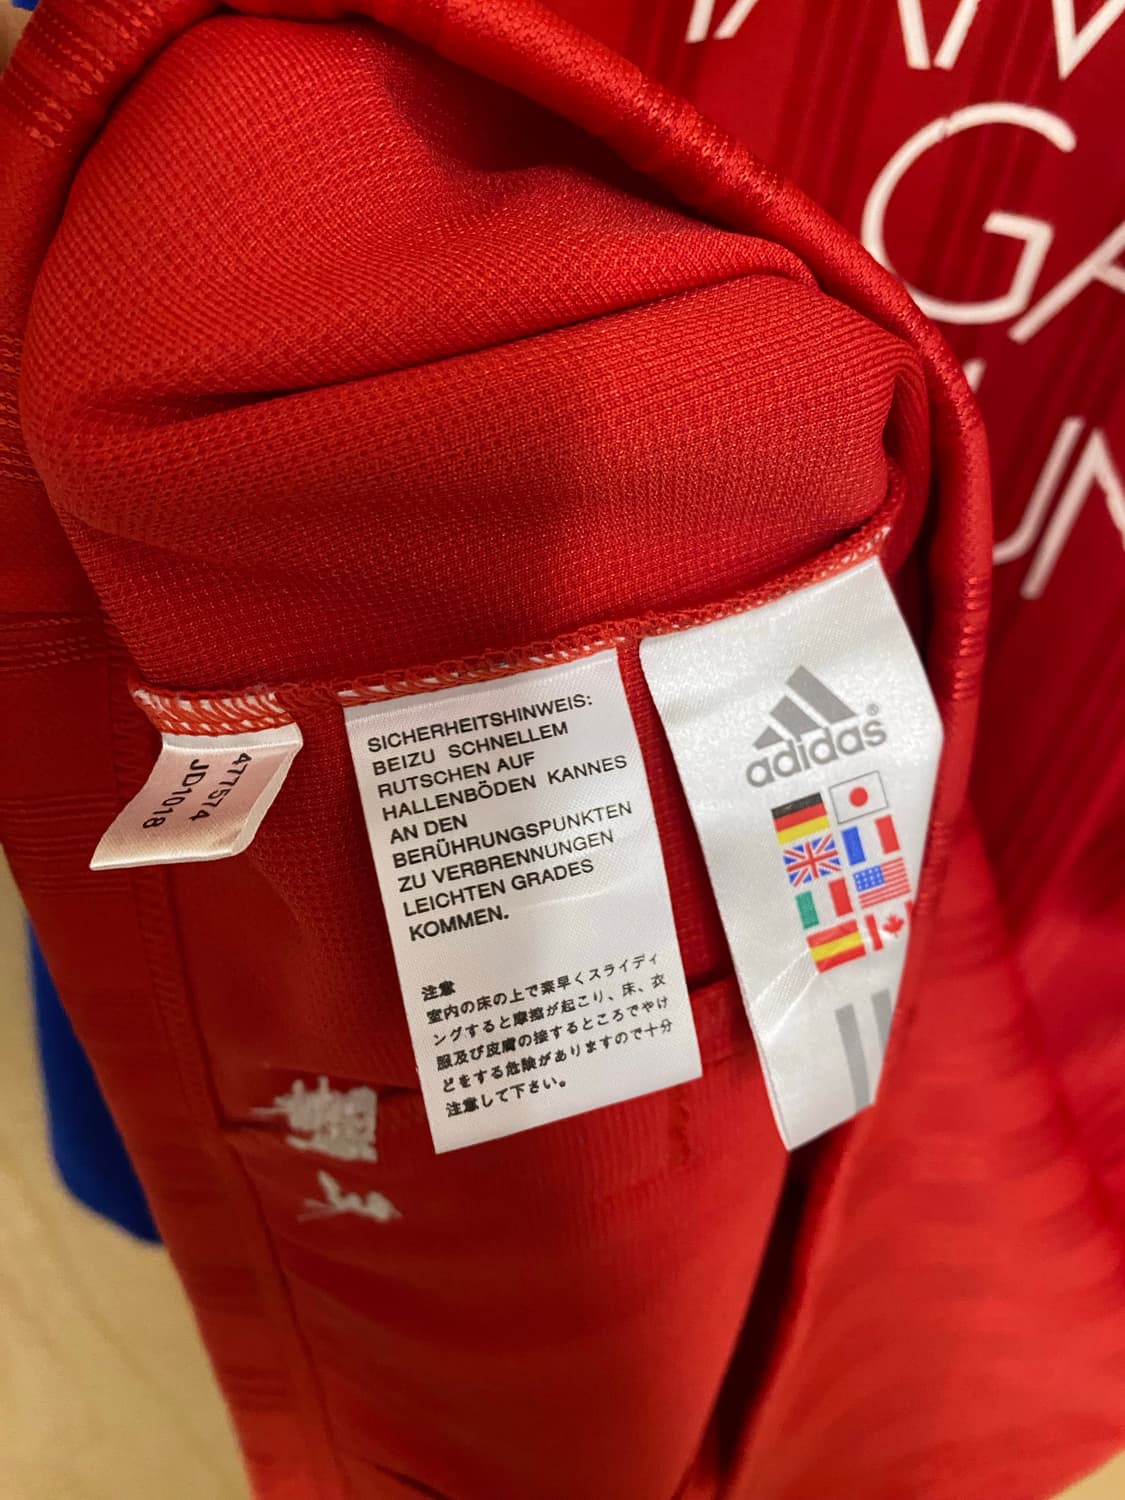 GA
UN
477574
JD1018
SICHERHEITSHINWEIS:
BEIZU SCHNELLEM
RUTSCHEN AUF
HALLENBÖDEN KANNES
AN DEN
BERÜHRUNGSPUNKTEN
ZU VERBRENNUNGEN
LEICHTEN GRADES
KOMMEN.
注意
室内の床の上で素早くスライディ
ングすると摩擦が起こり、床、衣
服及び皮膚の接するところでやけ
どをする危険がありますので十分
注意して下さい。
adidas®